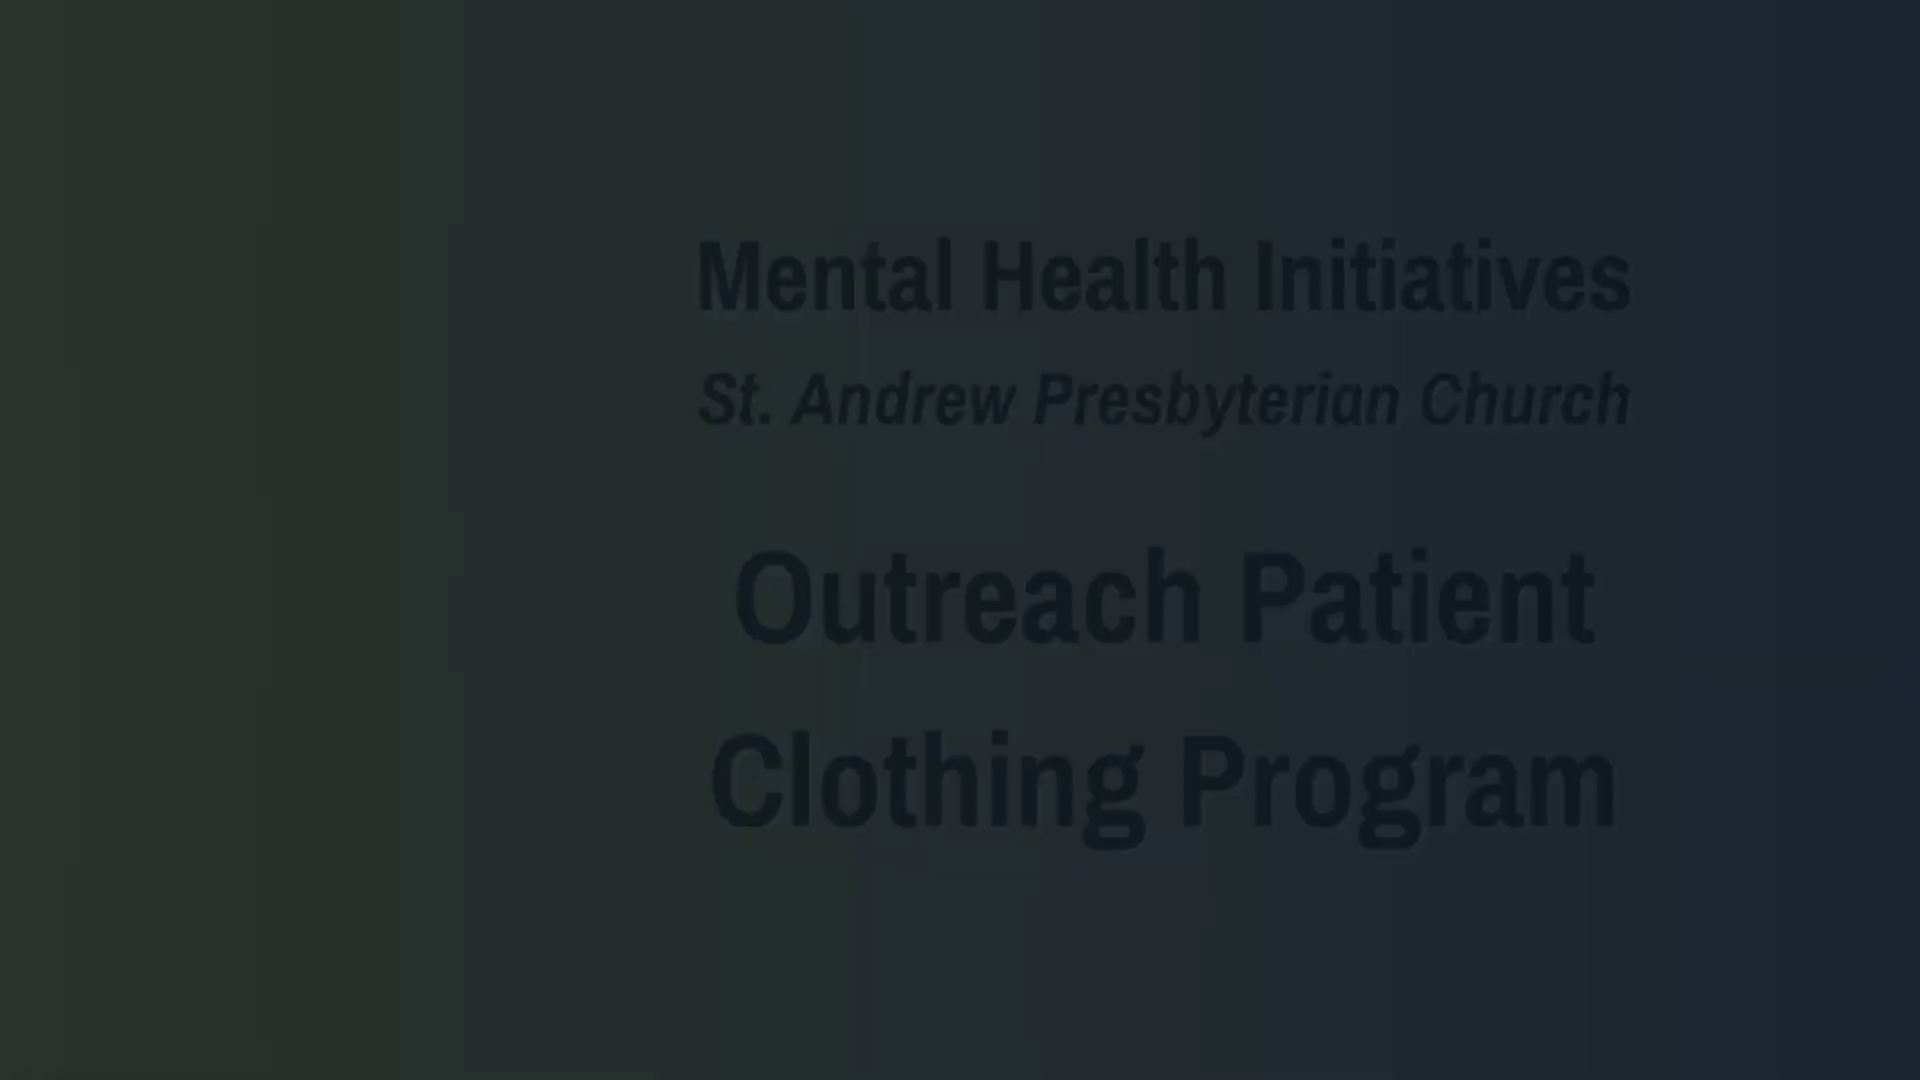 Mental Health Initiatives
St. Andrew Presbyterian Church
Outreach Patient
Clothing Program